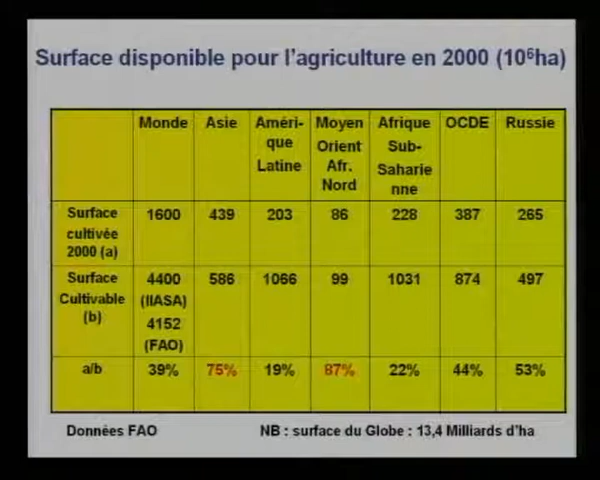 Surface disponible pour l'agriculture en 2000 (10⁶ha)
Monde Asie Améri- Moyen Afrique OCDE Russie
que Orient Sub-
Latine Afr. Saharie
Nord nne
Surface 1600 439 203 86 228 387 265
cultivée
2000 (a)
Surface 4400 586 1066 99 1031 874 497
Cultivable (IIASA)
(b) 4152
(FAO)
a/b 39% 75% 19% 87% 22% 44% 53%
Données FAO NB : surface du Globe : 13,4 Milliards d'ha